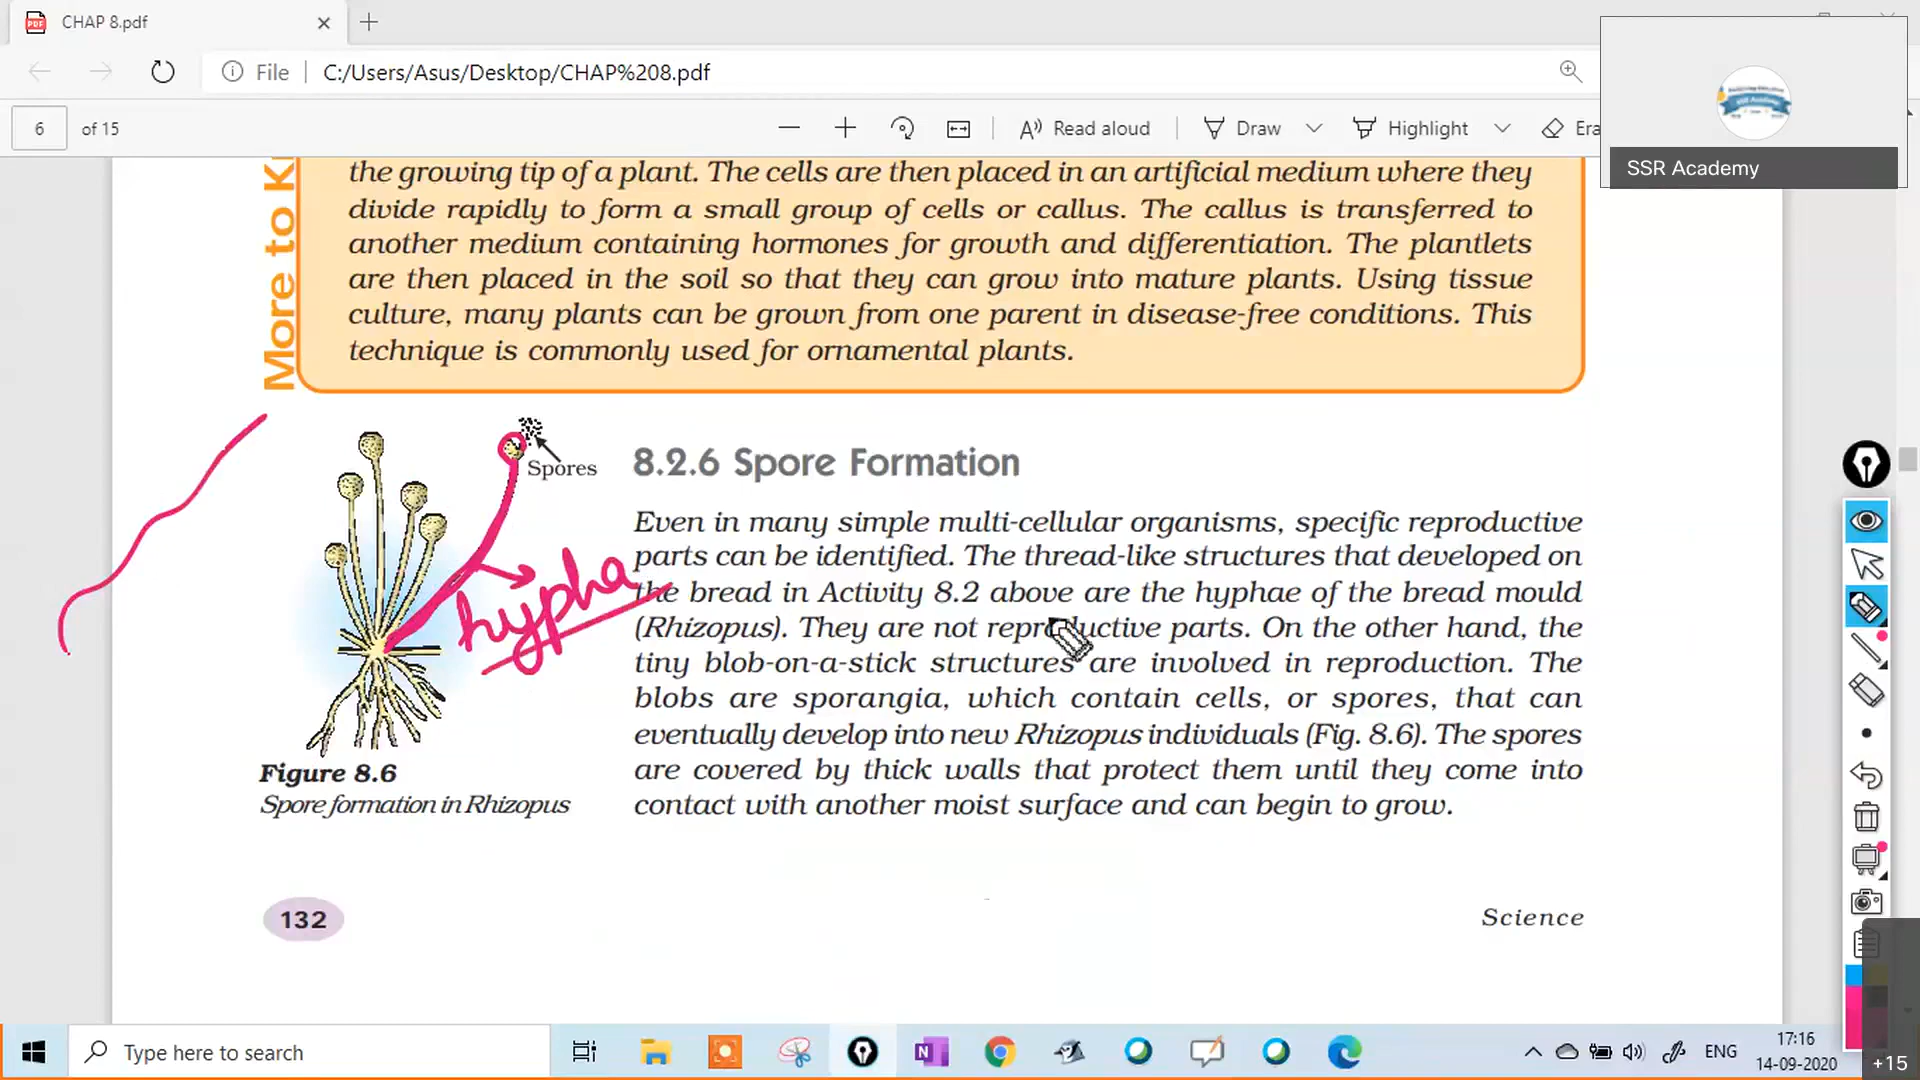 CHAP 8.pdf
File C:/Users/Asus/Desktop/CHAP%208.pdf
6 of 15
Read aloud Draw Highlight Era
SSR Academy
More to K
the growing tip of a plant. The cells are then placed in an artificial medium where they
divide rapidly to form a small group of cells or callus. The callus is transferred to
another medium containing hormones for growth and differentiation. The plantlets
are then placed in the soil so that they can grow into mature plants. Using tissue
culture, many plants can be grown from one parent in disease-free conditions. This
technique is commonly used for ornamental plants.
Spores
hypha
Figure 8.6
Spore formation in Rhizopus
8.2.6 Spore Formation
Even in many simple multi-cellular organisms, specific reproductive
parts can be identified. The thread-like structures that developed on
the bread in Activity 8.2 above are the hyphae of the bread mould
(Rhizopus). They are not reproductive parts. On the other hand, the
tiny blob-on-a-stick structures are involved in reproduction. The
blobs are sporangia, which contain cells, or spores, that can
eventually develop into new Rhizopus individuals (Fig. 8.6). The spores
are covered by thick walls that protect them until they come into
contact with another moist surface and can begin to grow.
132
Science
Type here to search
ENG
17:16
14-09-2020
+15